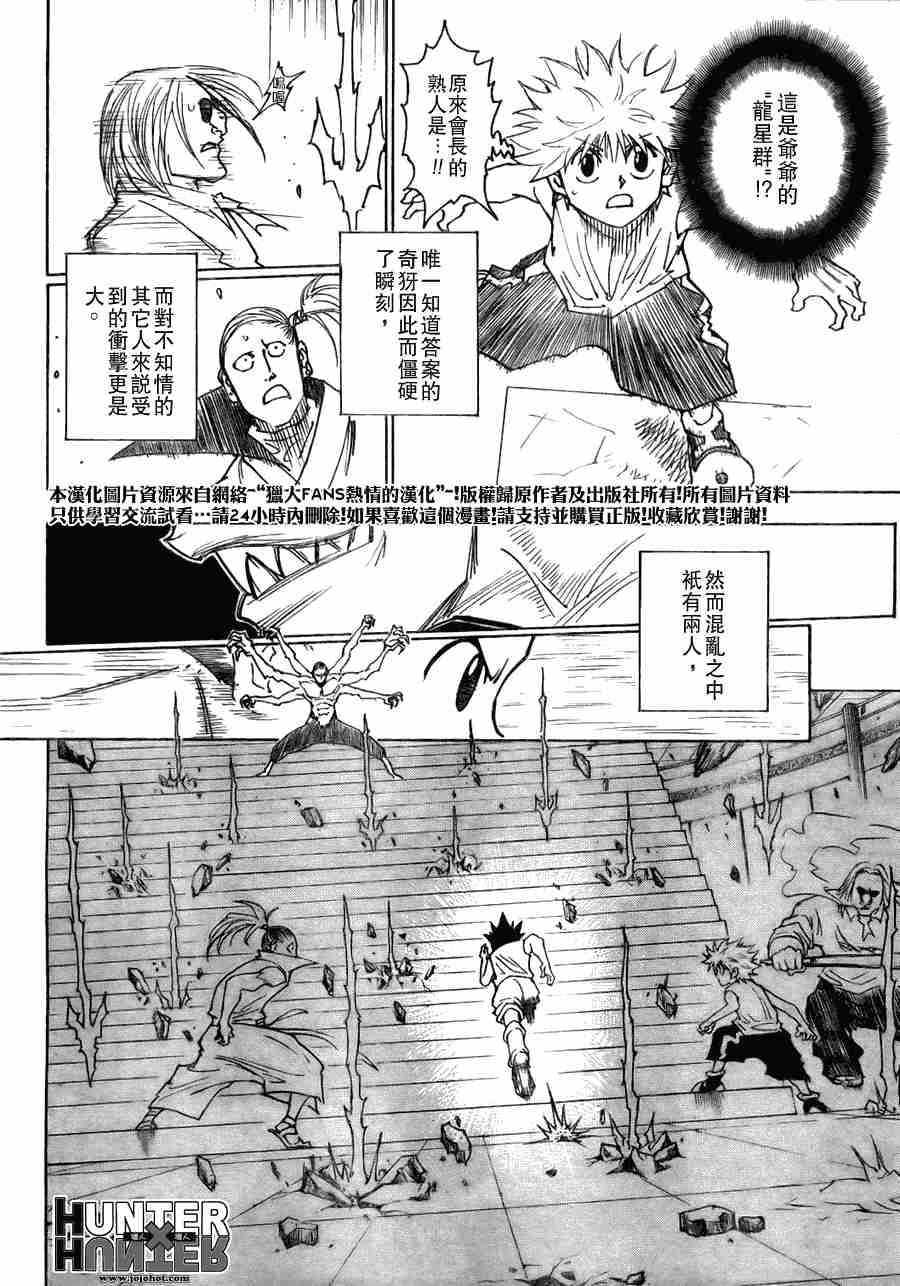 這是爺爺的
"龍星群"!?
原來會長的
熟人是…!!
嗚喔
唯一知道答案的
奇犽因此而僵硬
了瞬刻，
而對不知情的
其它人來說受
到的衝擊更是
大。
本漢化圖片資源來自網絡“獵犬FANS熱情的漢化”!版權歸原作者及出版社所有!所有圖片資料
只供學習交流試看…請24小時內刪除!如果喜歡這個漫畫!請支持並購買正版!收藏欣賞!謝謝!
然而混亂之中
衹有兩人，
HUNTER
×
HUNTER
獵人 獵人
www.jojohot.com